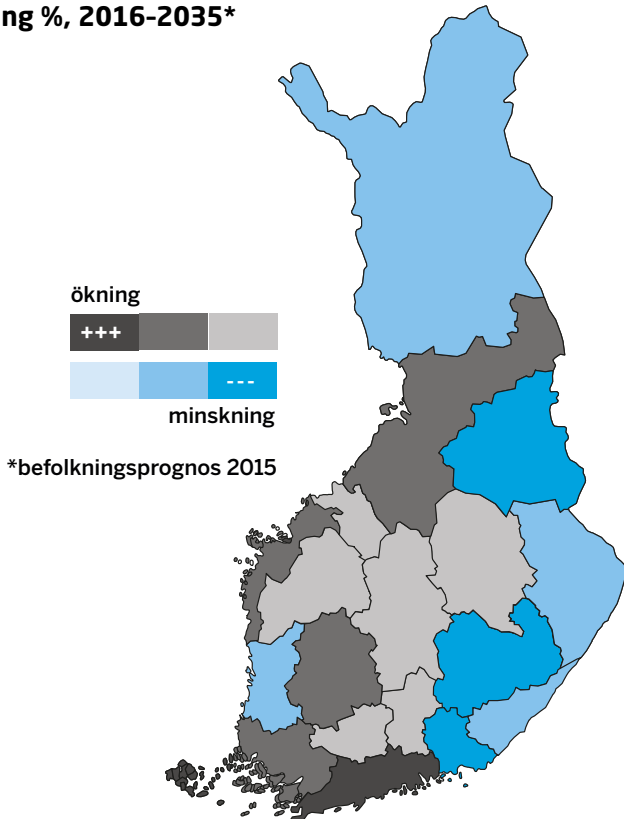 ng %, 2016-2035*
ökning
+++
---
minskning
*befolkningsprognos 2015